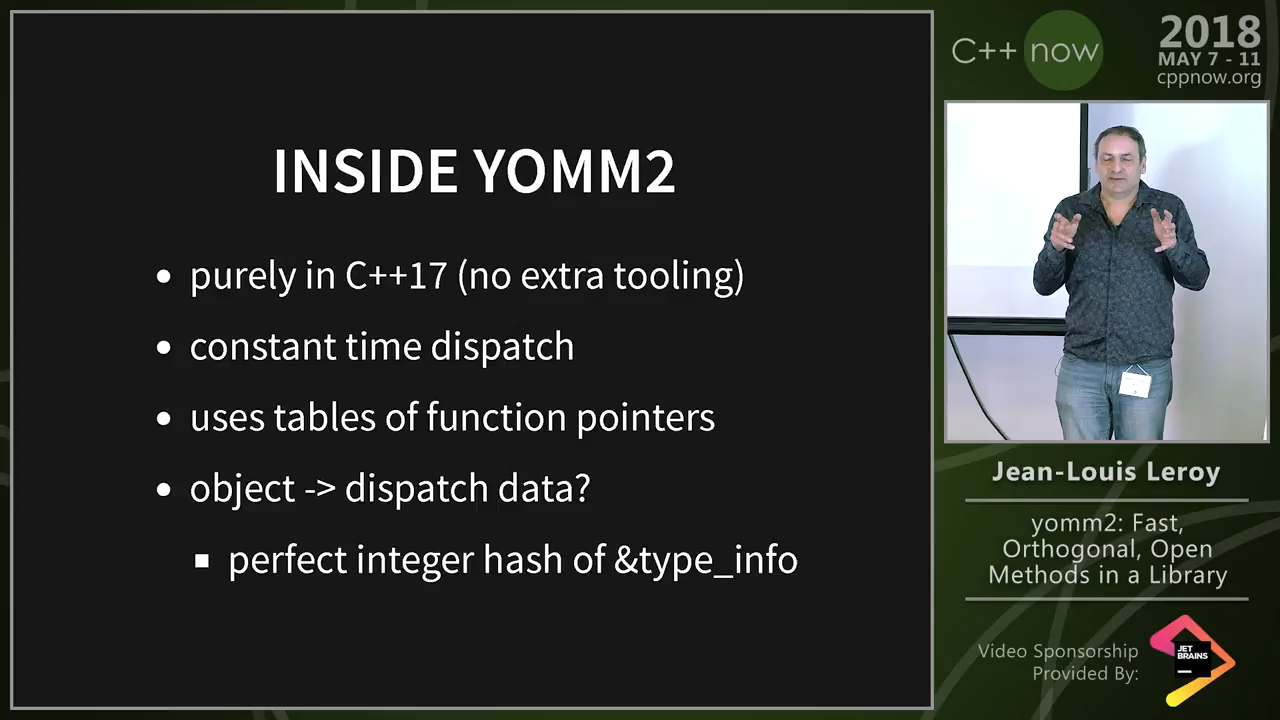 INSIDE YOMM2
• purely in C++17 (no extra tooling)
• constant time dispatch
• uses tables of function pointers
• object -> dispatch data?
▪ perfect integer hash of &type_info
C++ now
2018
MAY 7 - 11
cppnow.org
Jean-Louis Leroy
yomm2: Fast,
Orthogonal, Open
Methods in a Library
Video Sponsorship
Provided By:
JET
BRAINS